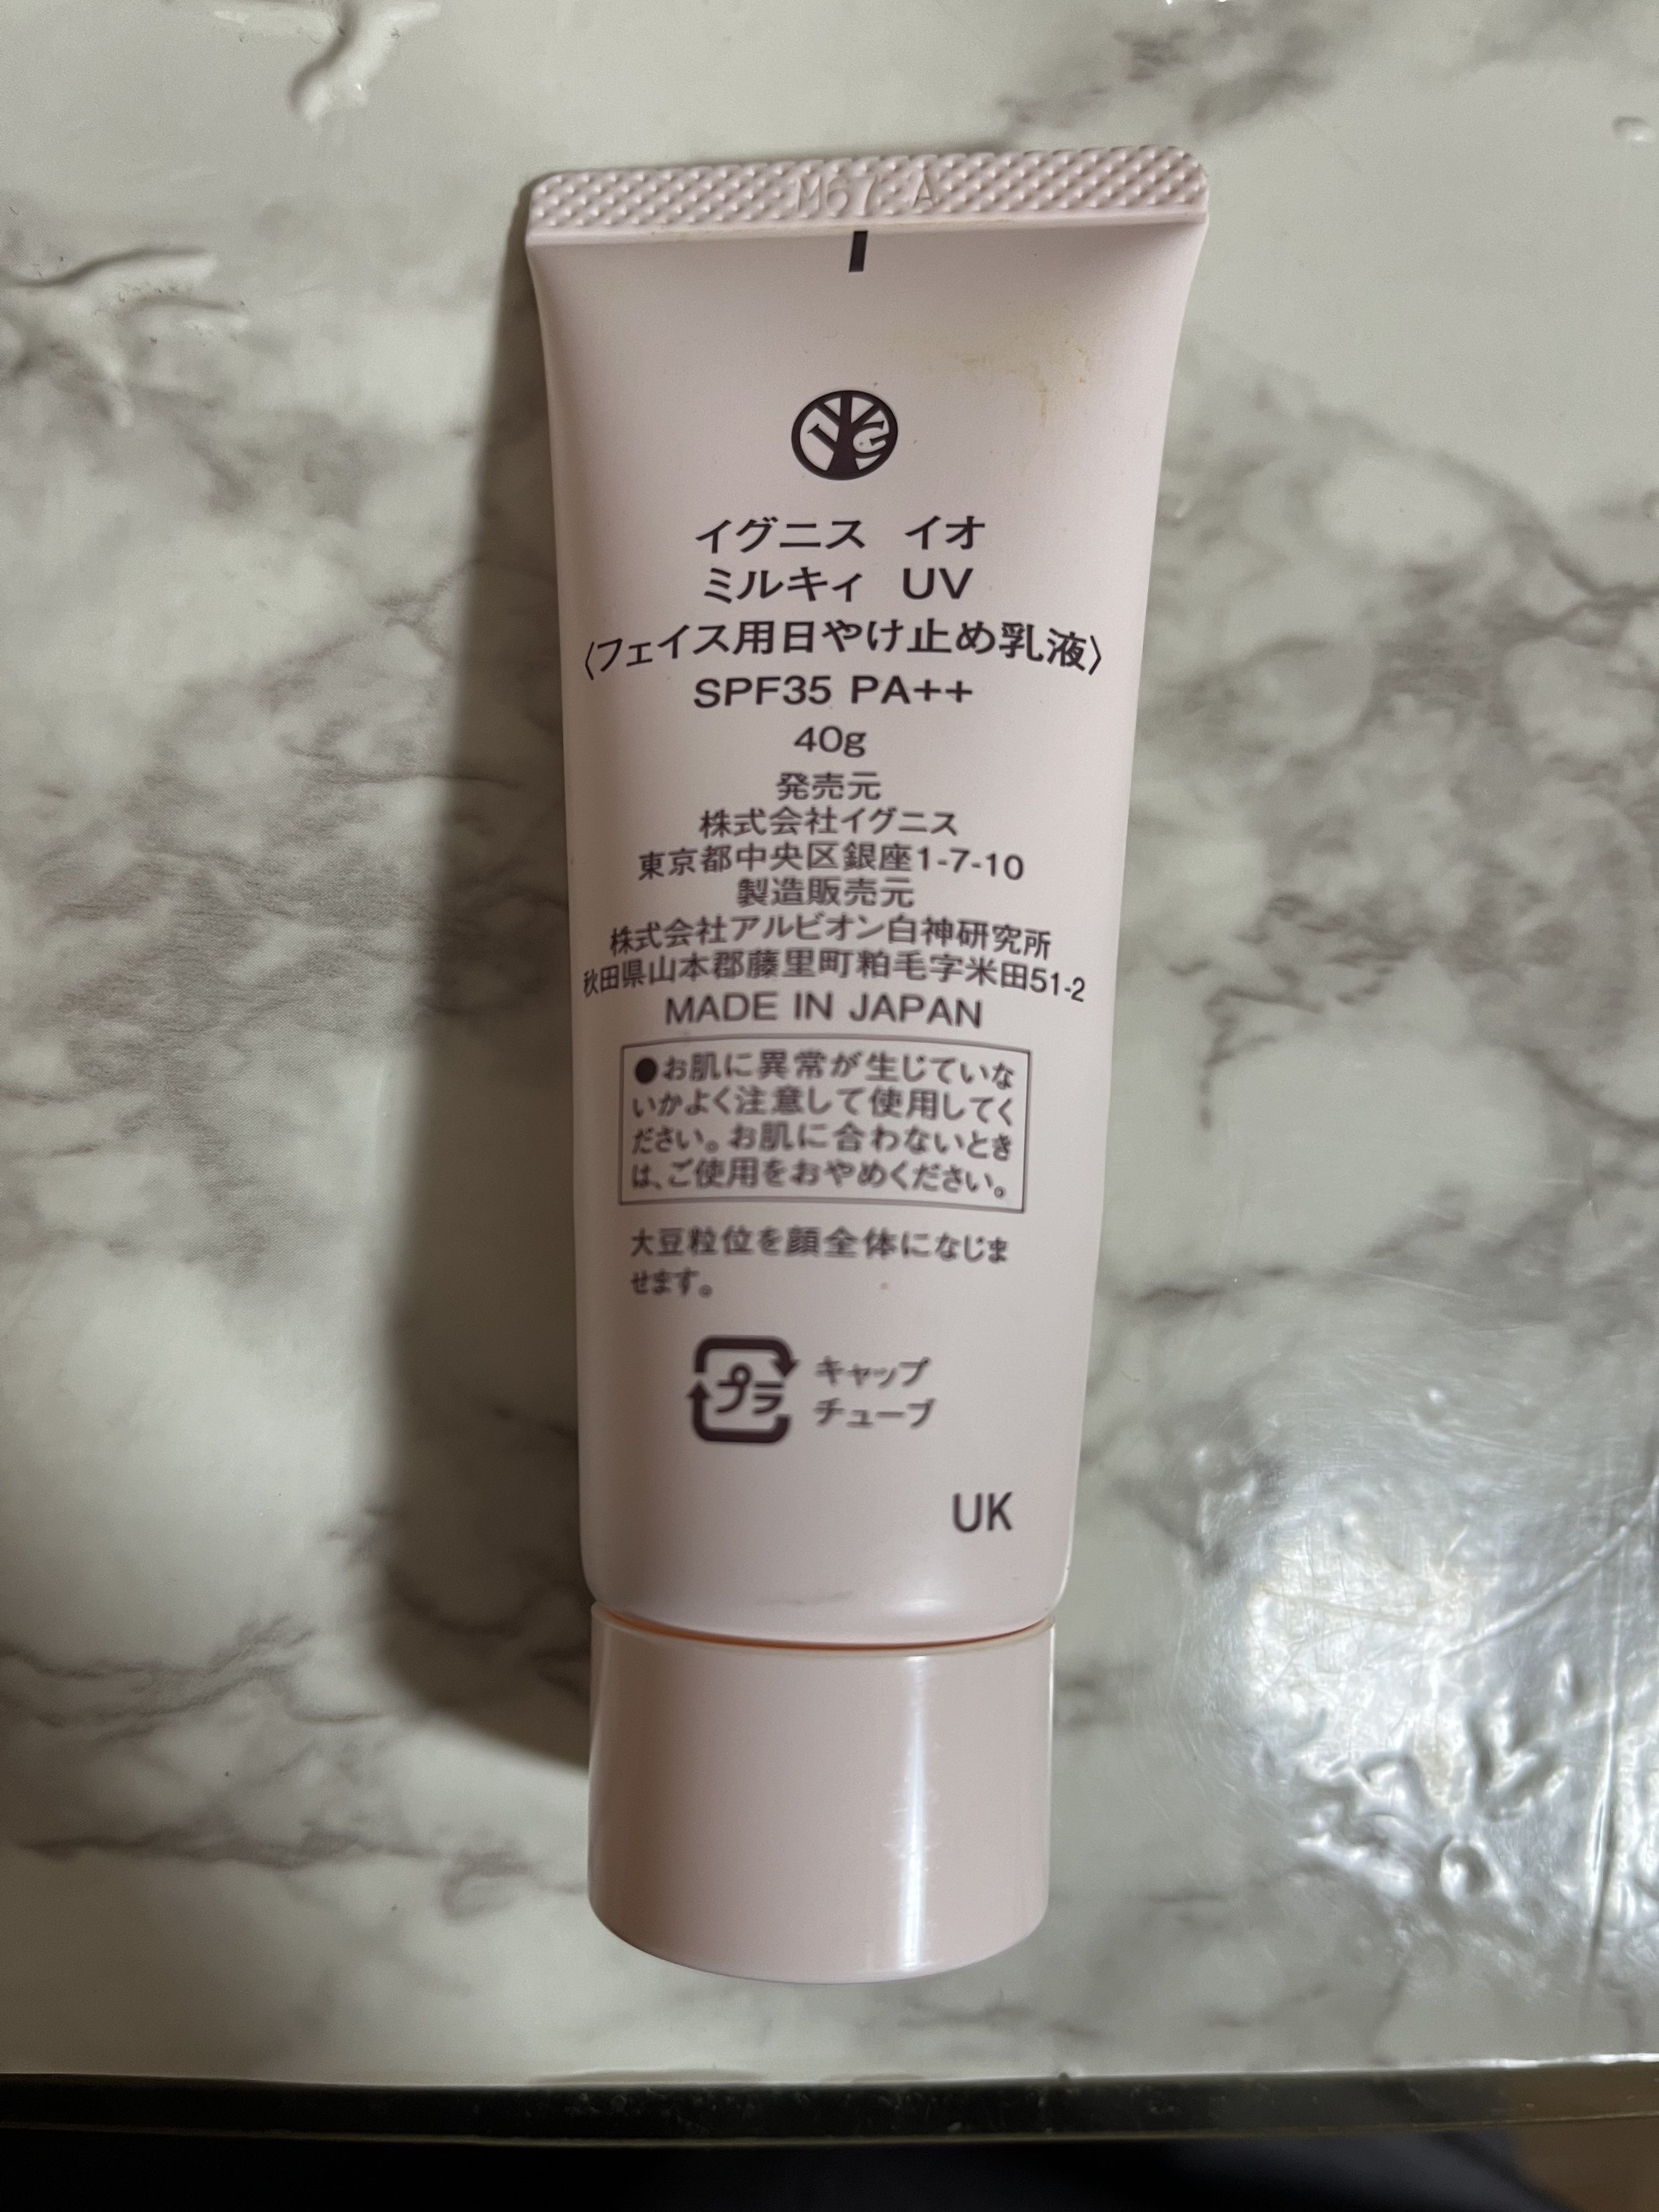 M67 A
イグニス イオ
ミルキィ UV
〈フェイス用日やけ止め乳液〉
SPF35 PA++
40g
発売元
株式会社イグニス
東京都中央区銀座1-7-10
製造販売元
株式会社アルビオン白神研究所
秋田県山本郡藤里町粕毛字米田51-2
MADE IN JAPAN
●お肌に異常が生じていな
いかよく注意して使用してく
ださい。お肌に合わないとき
は、ご使用をおやめください。
大豆粒位を顔全体になじま
せます。
プラ キャップ
チューブ
UK